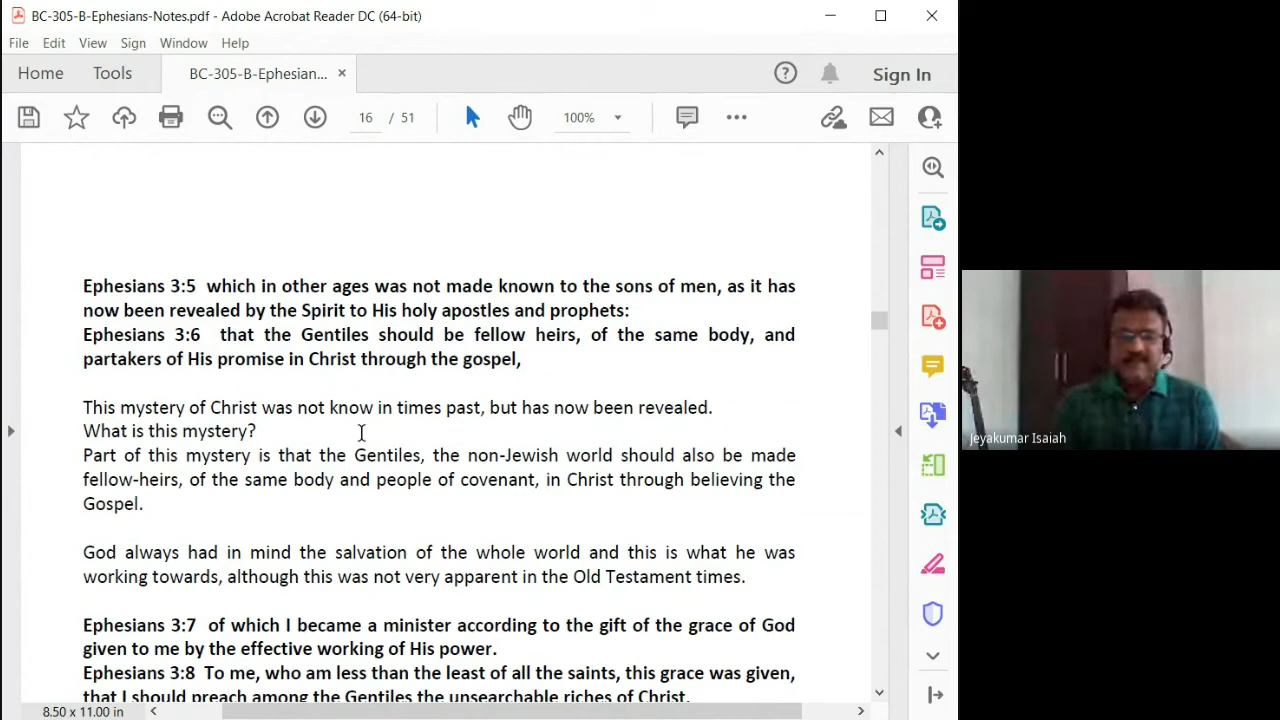 BC-305-B-Ephesians-Notes.pdf - Adobe Acrobat Reader DC (64-bit)
File Edit View Sign Window Help
Home Tools BC-305-B-Ephesian... Sign In
16 / 51 100%
Ephesians 3:5 which in other ages was not made known to the sons of men, as it has
now been revealed by the Spirit to His holy apostles and prophets:
Ephesians 3:6 that the Gentiles should be fellow heirs, of the same body, and
partakers of His promise in Christ through the gospel,
This mystery of Christ was not know in times past, but has now been revealed.
What is this mystery?
Part of this mystery is that the Gentiles, the non-Jewish world should also be made
fellow-heirs, of the same body and people of covenant, in Christ through believing the
Gospel.
God always had in mind the salvation of the whole world and this is what he was
working towards, although this was not very apparent in the Old Testament times.
Ephesians 3:7 of which I became a minister according to the gift of the grace of God
given to me by the effective working of His power.
Ephesians 3:8 To me, who am less than the least of all the saints, this grace was given,
that I should preach among the Gentiles the unsearchable riches of Christ,
8.50 x 11.00 in
Jeyakumar Isaiah